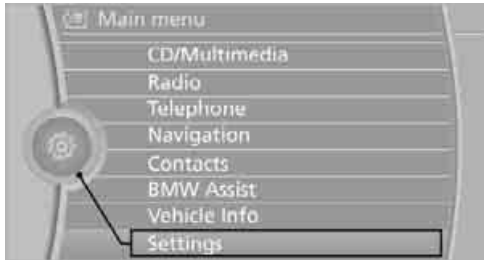 Main menu
CD/Multimedia
Radio
Telephone
Navigation
Contacts
BMW Assist
Vehicle Info
Settings